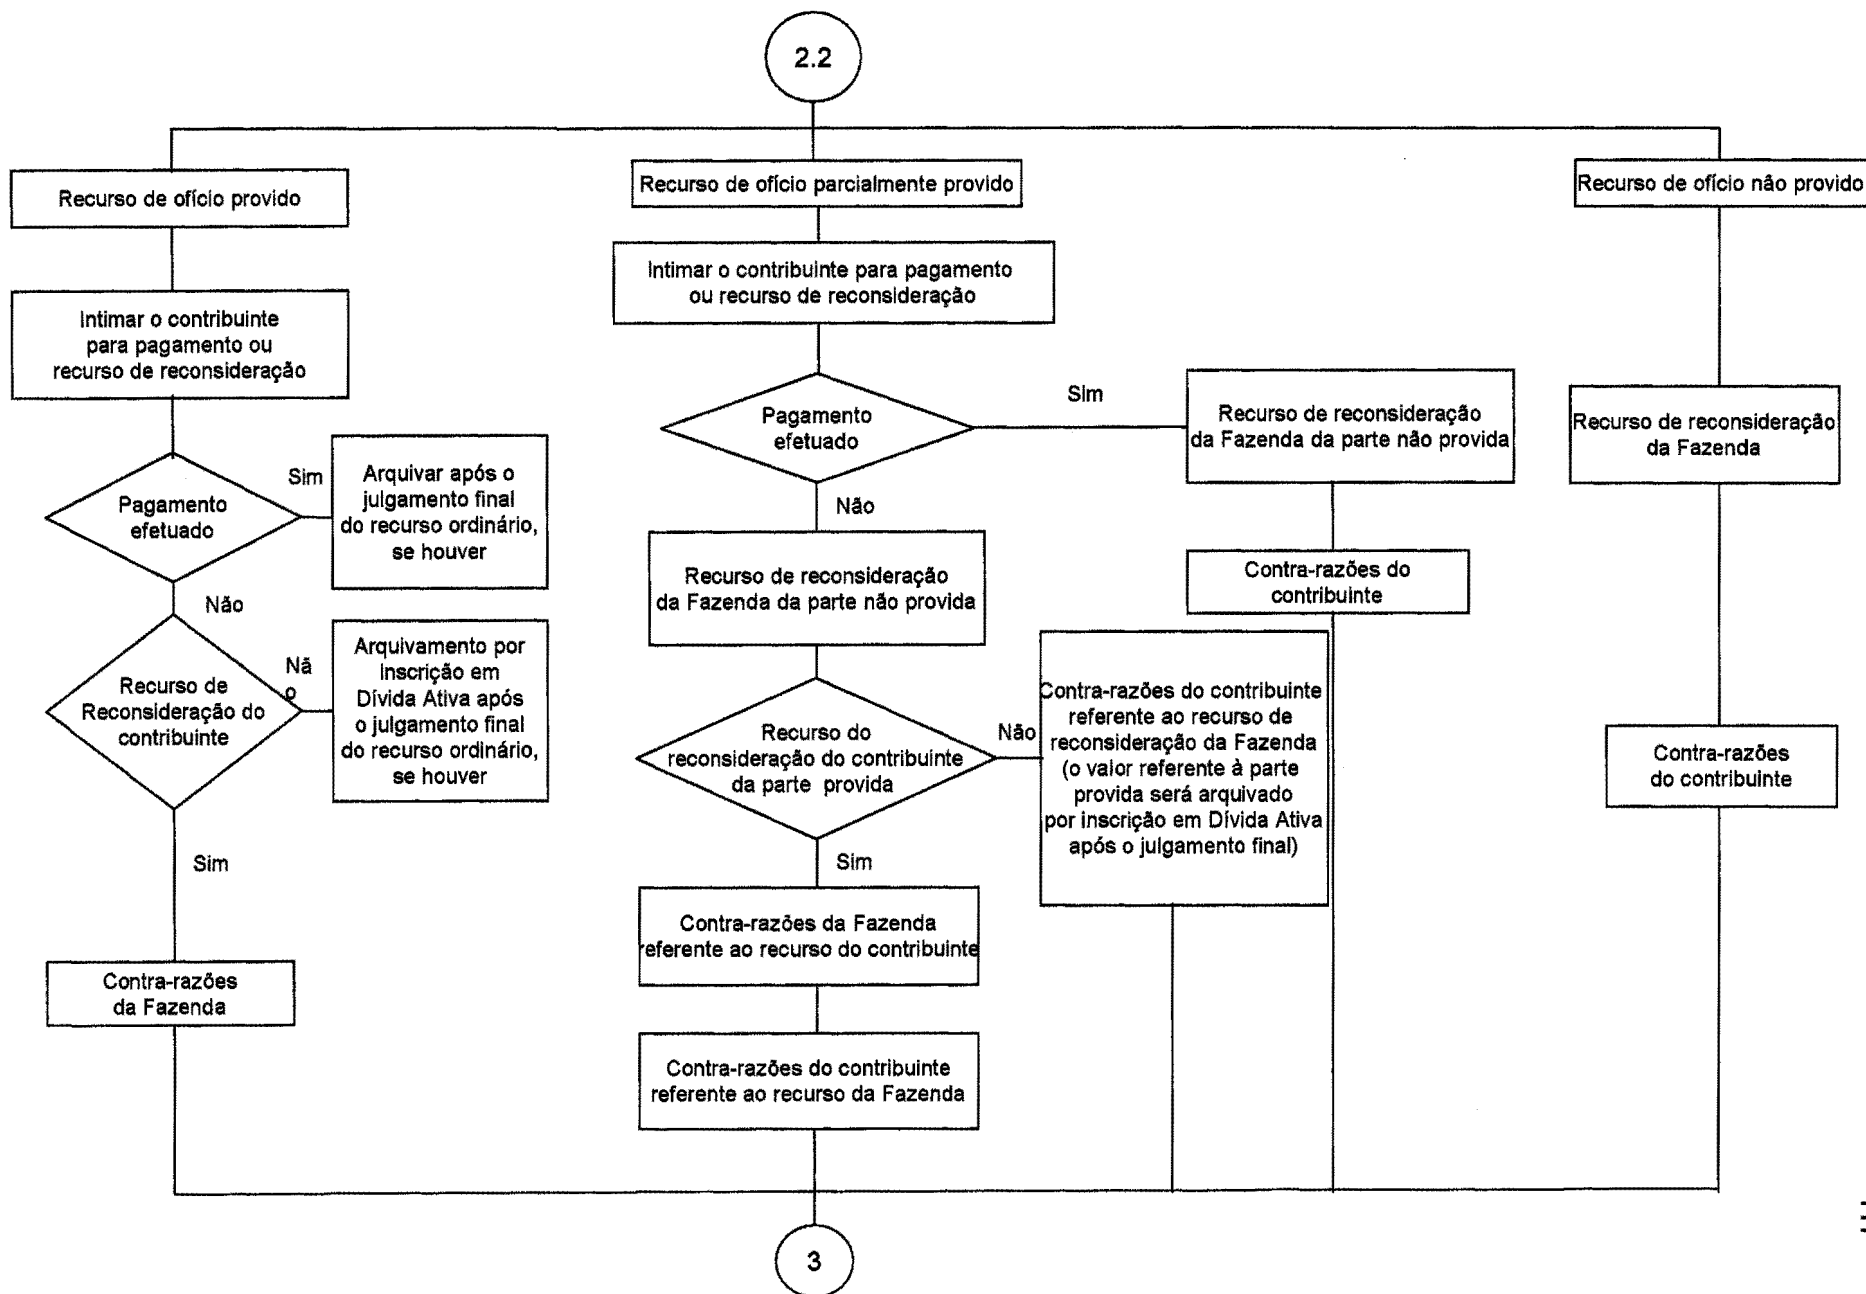 2.2
Recurso de ofício provido
Intimar o contribuinte
para pagamento ou
recurso de reconsideração
Pagamento
efetuado
Sim
Arquivar após o
julgamento final
do recurso ordinário,
se houver
Não
Recurso de
Reconsideração do
contribuinte
Nã
o
Arquivamento por
Inscrição em
Dívida Ativa após
o julgamento final
do recurso ordinário,
se houver
Sim
Contra-razões
da Fazenda
Recurso de ofício parcialmente provido
Intimar o contribuinte para pagamento
ou recurso de reconsideração
Pagamento
efetuado
Sim
Recurso de reconsideração
da Fazenda da parte não provida
Contra-razões do
contribuinte
Não
Recurso de reconsideração
da Fazenda da parte não provida
Recurso do
reconsideração do contribuinte
da parte provida
Não
Contra-razões do contribuinte
referente ao recurso de
reconsideração da Fazenda
(o valor referente à parte
provida será arquivado
por inscrição em Dívida Ativa
após o julgamento final)
Sim
Contra-razões da Fazenda
referente ao recurso do contribuinte
Contra-razões do contribuinte
referente ao recurso da Fazenda
Recurso de ofício não provido
Recurso de reconsideração
da Fazenda
Contra-razões
do contribuinte
3